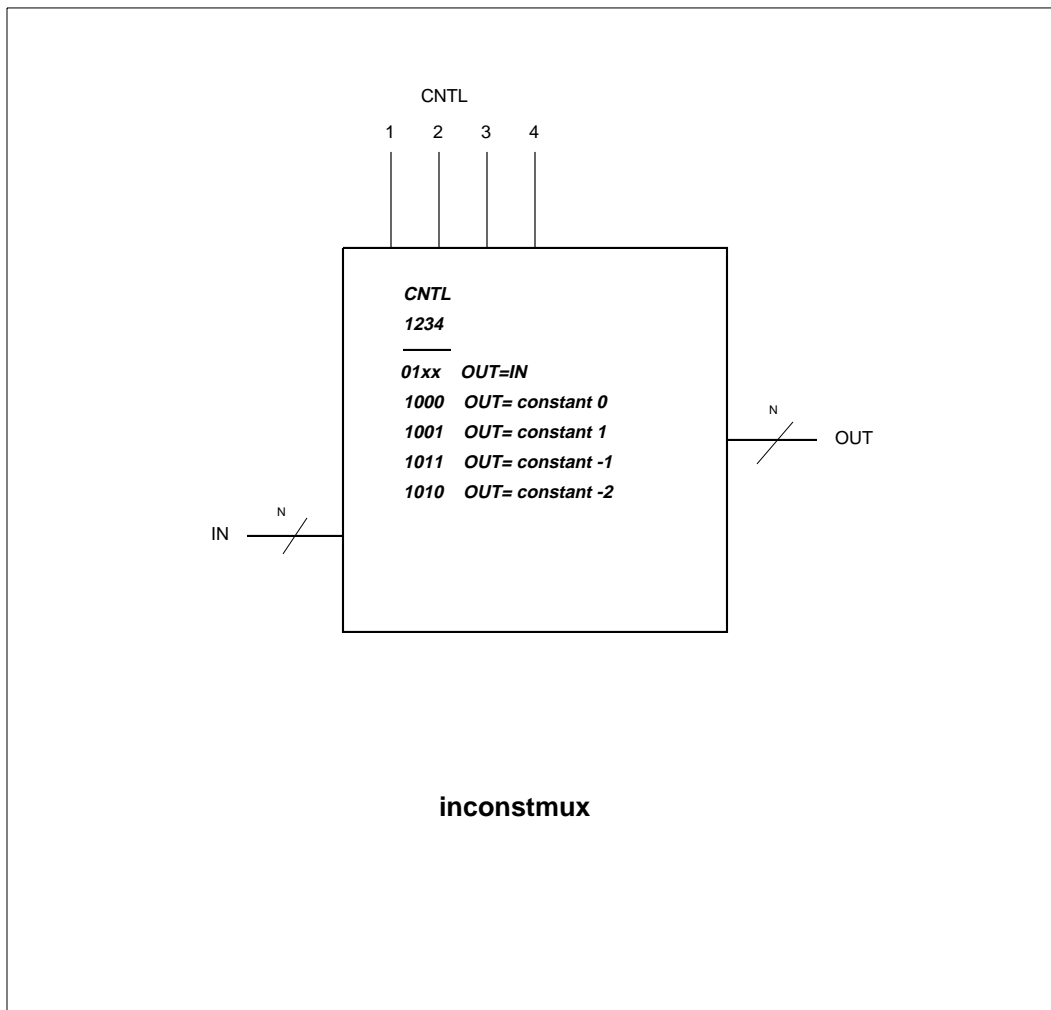 CNTL
1 2 3 4
CNTL
1234
01xx OUT=IN
1000 OUT= constant 0
1001 OUT= constant 1
1011 OUT= constant -1
1010 OUT= constant -2
N
OUT
N
IN
inconstmux